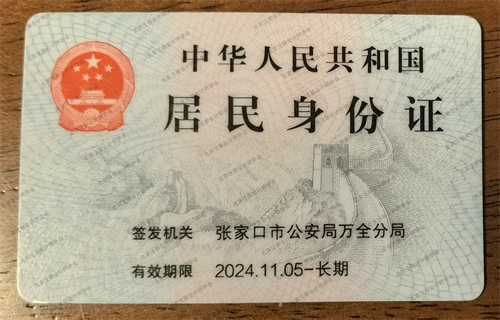 中华人民共和国
居民身份证
签发机关 张家口市公安局万全分局
有效期限 2024.11.05-长期